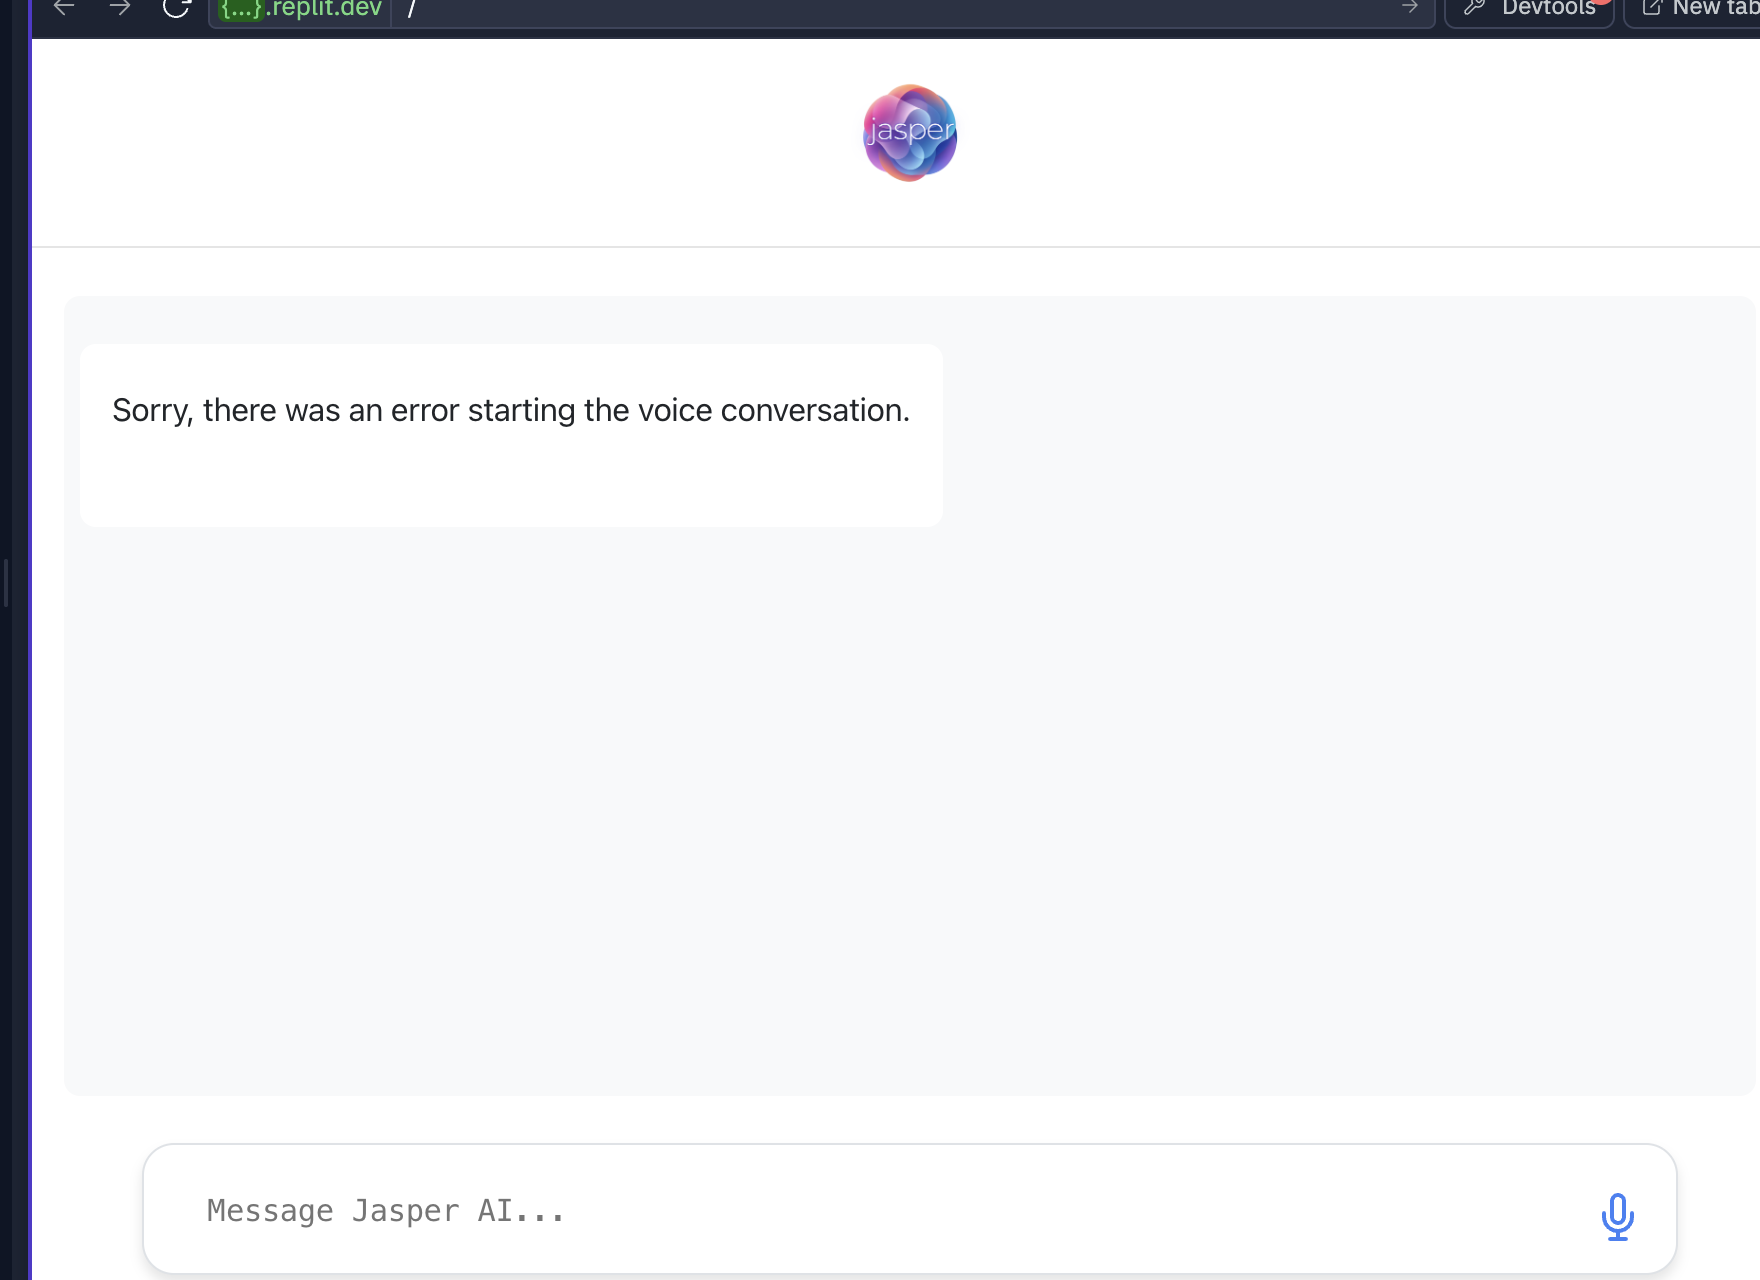 {...}.replit.dev /
Devtools
New tab
jasper
Sorry, there was an error starting the voice conversation.
Message Jasper AI...